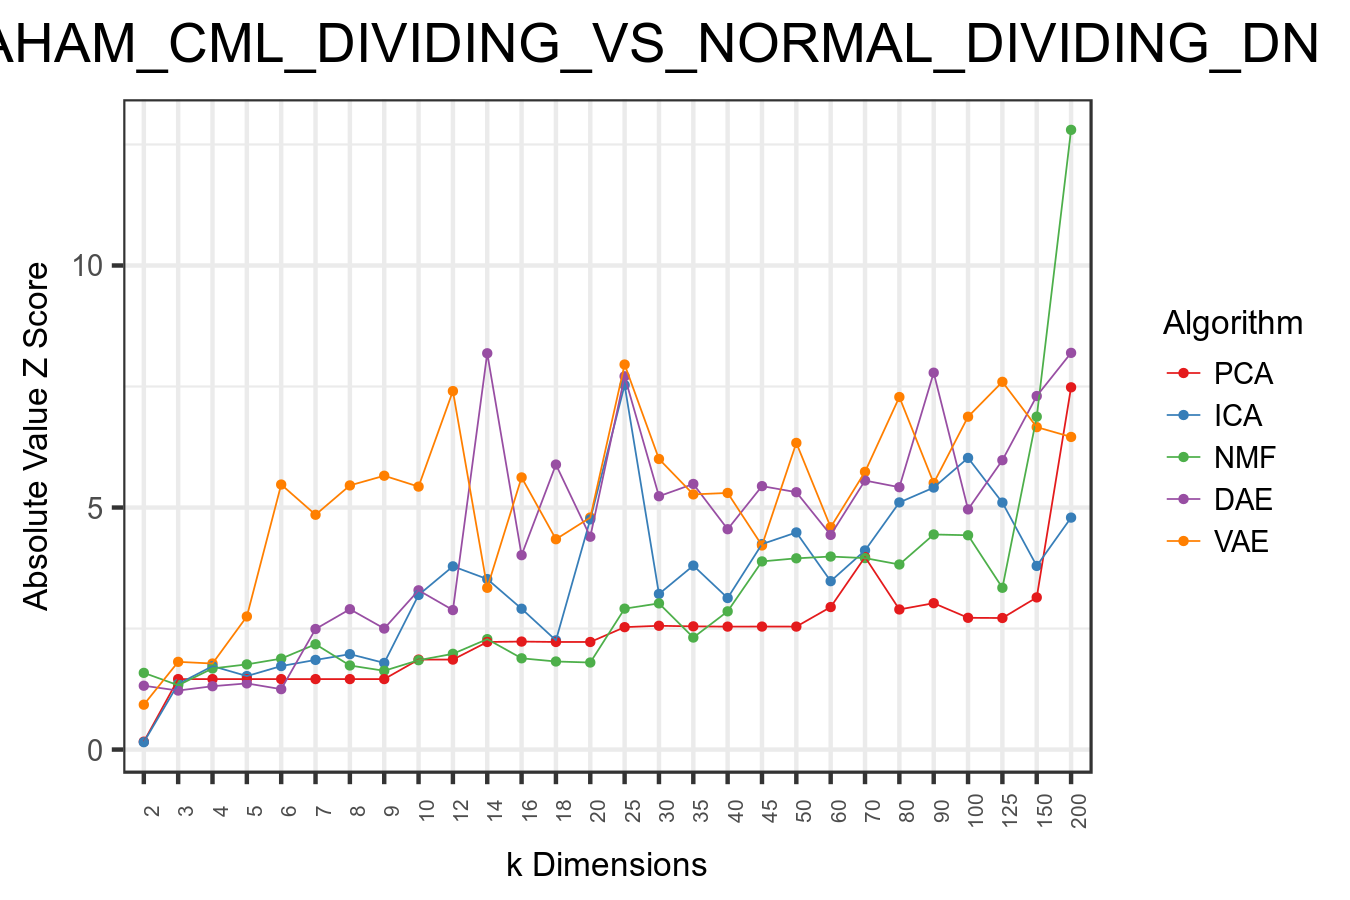 AHAM_CML_DIVIDING_VS_NORMAL_DIVIDING_DN
Absolute Value Z Score
10
5
0
2 3 4 5 6 7 8 9 10 12 14 16 18 20 25 30 35 40 45 50 60 70 80 90 100 125 150 200
k Dimensions
Algorithm
PCA
ICA
NMF
DAE
VAE